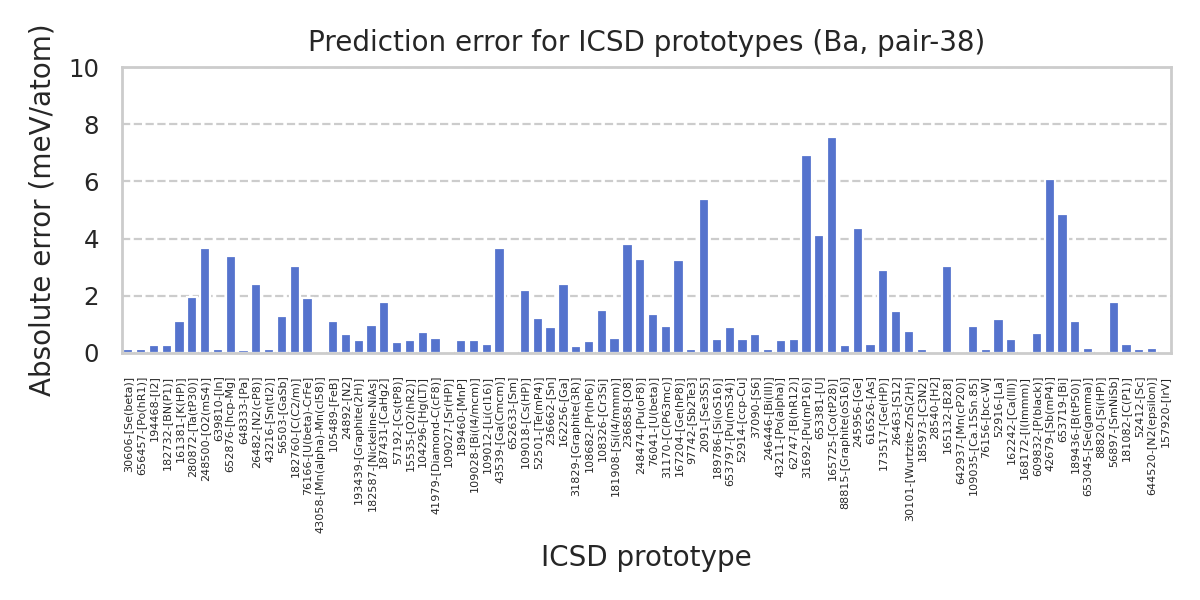 Prediction error for ICSD prototypes (Ba, pair-38)
Absolute error (meV/atom)
10
8
6
4
2
0
30606-[Se(beta)]
656457-[Po(hR1)]
194468-[I2]
182732-[BN(P1)]
161381-[K(HP)]
280872-[Ta(tP30)]
248500-[O2(mS4)]
639810-[In]
652876-[hcp-Mg]
648333-[Pa]
26482-[N2(cP8)]
43216-[Sn(tI2)]
56503-[GaSb]
182760-[C(C2/m)]
76166-[U(beta)-CrFe]
43058-[Mn(alpha)-Mn(cI58)]
105489-[FeB]
24892-[N2]
193439-[Graphite(2H)]
182587-[Nickeline-NiAs]
187431-[CaHg2]
57192-[Cs(tP8)]
15535-[O2(hR2)]
104296-[Hg(LT)]
41979-[Diamond-C(cF8)]
109027-[Sr(HP)]
189460-[MnP]
109028-[Bi(I4/mcm)]
109012-[Li(cI16)]
43539-[Ga(Cmcm)]
652633-[Sm]
109018-[Cs(HP)]
52501-[Te(mP4)]
236662-[Sn]
162256-[Ga]
31829-[Graphite(3R)]
108682-[Pr(hP6)]
108326-[Cr3Si]
181908-[Si(I4/mmm)]
236858-[O8]
248474-[Pu(oF8)]
76041-[U(beta)]
31170-[C(P63mc)]
167204-[Ge(hP8)]
97742-[Sb2Te3]
2091-[Se3S5]
189786-[Si(oS16)]
653797-[Pu(mS34)]
52914-[ccp-Cu]
37090-[S6]
246446-[Bi(III)]
43211-[Po(alpha)]
62747-[B(hR12)]
31692-[Pu(mP16)]
653381-[U]
165725-[Co(tP28)]
88815-[Graphite(oS16)]
245956-[Ge]
616526-[As]
173517-[Ge(HP)]
26463-[S12]
30101-[Wurtzite-ZnS(2H)]
185973-[C3N2]
28540-[H2]
165132-[B28]
642937-[Mn(cP20)]
109035-[Ca.15Sn.85]
76156-[bcc-W]
52916-[La]
162242-[Ca(III)]
168172-[I(Immm)]
609832-[P(black)]
42679-[Sb(mP4)]
653719-[Bi]
189436-[B(tP50)]
653045-[Se(gamma)]
88820-[Si(HP)]
56897-[SmNiSb]
181082-[C(P1)]
52412-[Sc]
644520-[N2(epsilon)]
157920-[IrV]
ICSD prototype